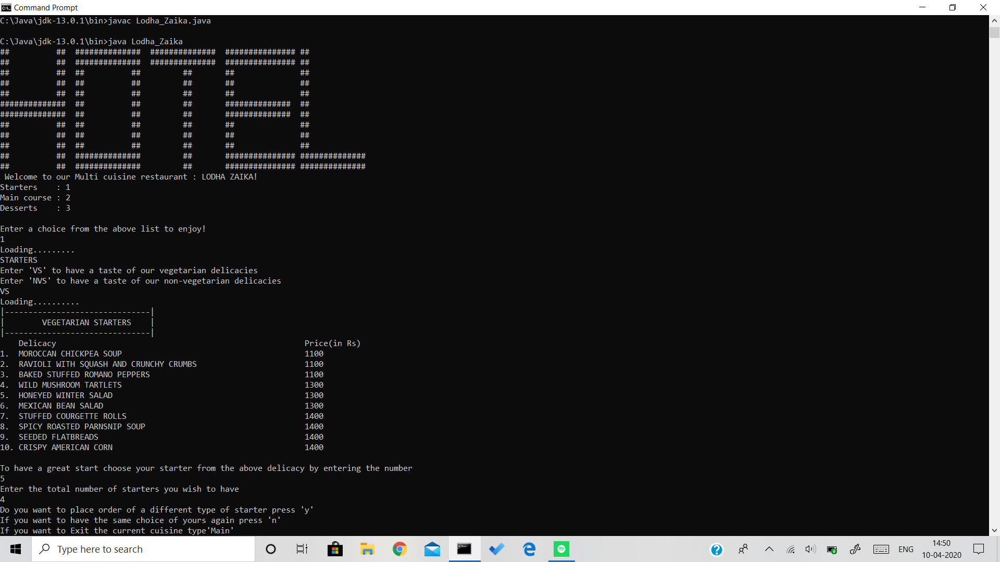 Command Prompt
C:\Java\jdk-13.0.1\bin>javac Lodha_Zaika.java
C:\Java\jdk-13.0.1\bin>java Lodha_Zaika
##          ##  ##############  ##############  ############### ##
##          ##  ##############  ##############  ############### ##
##          ##  ##          ##         ##       ##              ##
##          ##  ##          ##         ##       ##              ##
##          ##  ##          ##         ##       ##              ##
##############  ##          ##         ##       ##############  ##
##############  ##          ##         ##       ##############  ##
##          ##  ##          ##         ##       ##              ##
##          ##  ##          ##         ##       ##              ##
##          ##  ##          ##         ##       ##              ##
##          ##  ##############         ##       ############### ##############
##          ##  ##############         ##       ############### ##############
Welcome to our Multi cuisine restaurant : LODHA ZAIKA!
Starters    : 1
Main course : 2
Desserts    : 3
Enter a choice from the above list to enjoy!
1
Loading.........
STARTERS
Enter 'VS' to have a taste of our vegetarian delicacies
Enter 'NVS' to have a taste of our non-vegetarian delicacies
VS
Loading..........
|-------------------------------|
|        VEGETARIAN STARTERS    |
|-------------------------------|
Delicacy Price(in Rs)
1.  MOROCCAN CHICKPEA SOUP 1100
2.  RAVIOLI WITH SQUASH AND CRUNCHY CRUMBS 1100
3.  BAKED STUFFED ROMANO PEPPERS 1100
4.  WILD MUSHROOM TARTLETS 1300
5.  HONEYED WINTER SALAD 1300
6.  MEXICAN BEAN SALAD 1300
7.  STUFFED COURGETTE ROLLS 1400
8.  SPICY ROASTED PARNSNIP SOUP 1400
9.  SEEDED FLATBREADS 1400
10. CRISPY AMERICAN CORN 1400
To have a great start choose your starter from the above delicacy by entering the number
5
Enter the total number of starters you wish to have
4
Do you want to place order of a different type of starter press 'y'
If you want to have the same choice of yours again press 'n'
If you want to Exit the current cuisine type'Main'
Type here to search
ENG
14:50
10-04-2020